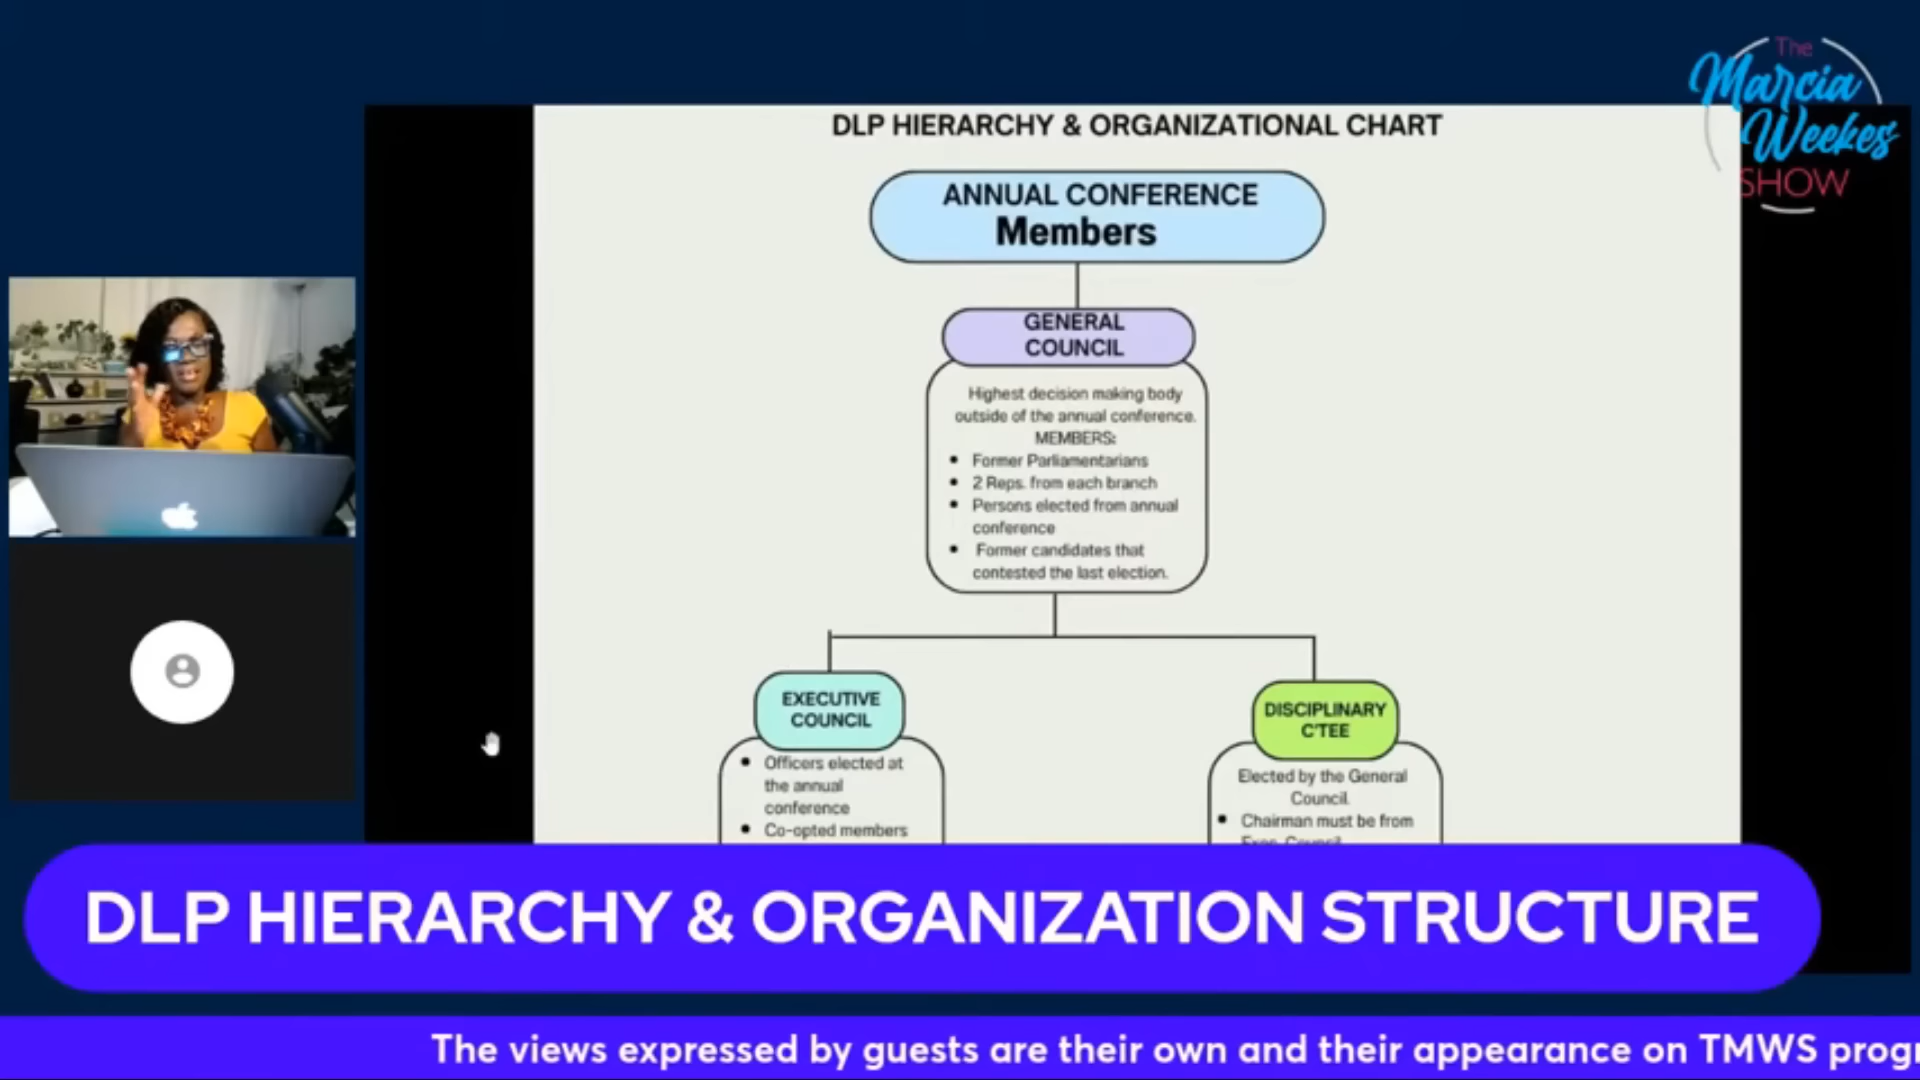 The
Marcia
Weekes
SHOW
DLP HIERARCHY & ORGANIZATIONAL CHART
ANNUAL CONFERENCE
Members
GENERAL
COUNCIL
Highest decision making body
outside of the annual conference.
MEMBERS:
• Former Parliamentarians
• 2 Reps. from each branch
• Persons elected from annual
conference
• Former candidates that
contested the last election.
EXECUTIVE
COUNCIL
• Officers elected at
the annual
conference
• Co-opted members
DISCIPLINARY
C'TEE
Elected by the General
Council.
• Chairman must be from
Exec. Council
DLP HIERARCHY & ORGANIZATION STRUCTURE
The views expressed by guests are their own and their appearance on TMWS progr